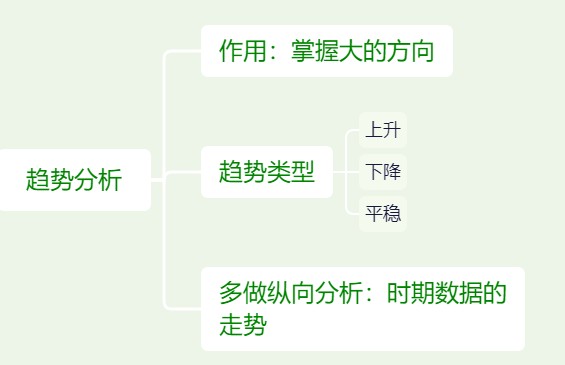 作用：掌握大的方向
上升
趋势分析
趋势类型
下降
平稳
多做纵向分析：时期数据的
走势